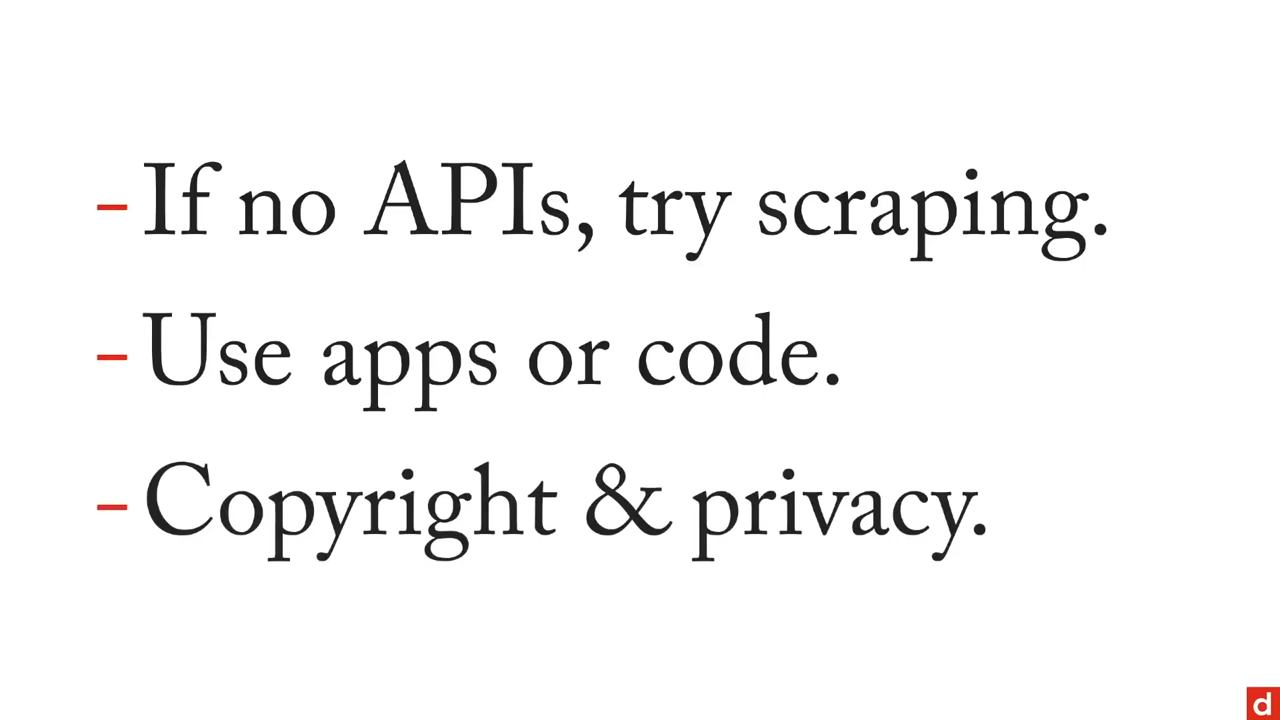 - If no APIs, try scraping.
- Use apps or code.
- Copyright & privacy.
d